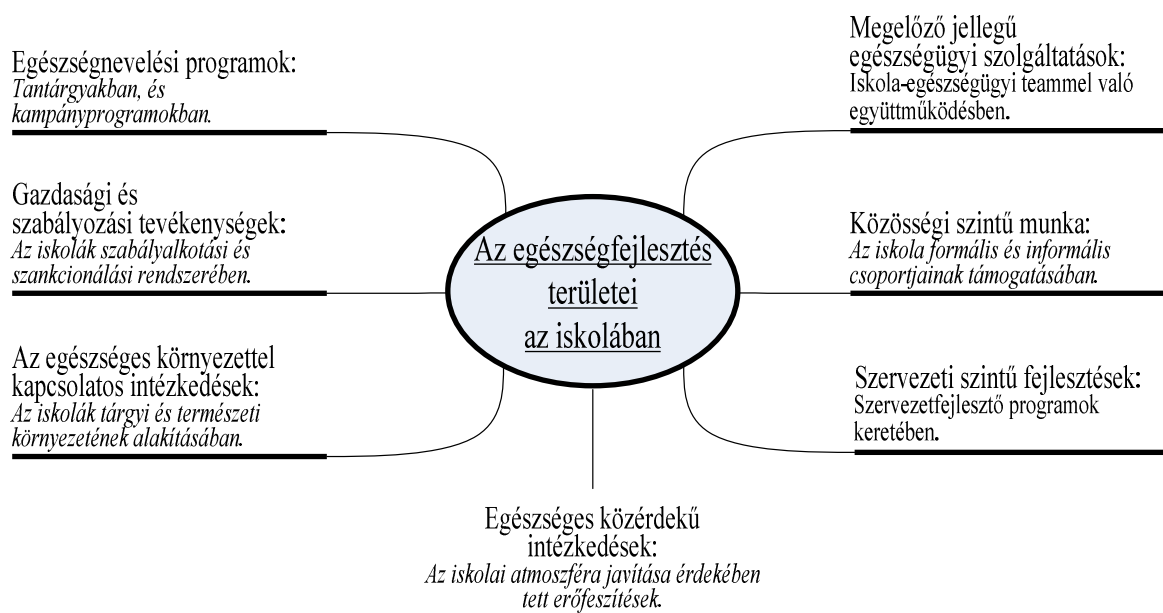 Egészségnevelési programok:
Tantárgyakban, és
kampányprogramokban.
Gazdasági és
szabályozási tevékenységek:
Az iskolák szabályalkotási és
szankcionálási rendszerében.
Az egészséges környezettel
kapcsolatos intézkedések:
Az iskolák tárgyi és természeti
környezetének alakításában.
Az egészségfejlesztés
területei
az iskolában
Megelőző jellegű
egészségügyi szolgáltatások:
Iskola-egészségügyi teammel való
együttműködésben.
Közösségi szintű munka:
Az iskola formális és informális
csoportjainak támogatásában.
Szervezeti szintű fejlesztések:
Szervezetfejlesztő programok
keretében.
Egészséges közérdekű
intézkedések:
Az iskolai atmoszféra javítása érdekében
tett erőfeszítések.